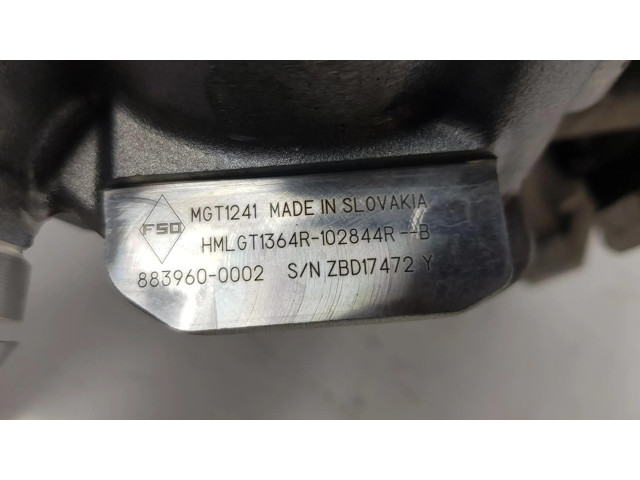 FSO MGT1241 MADE IN SLOVAKIA
HMLGT1364R-102844R--B
883960-0002 S/N ZBD17472 Y